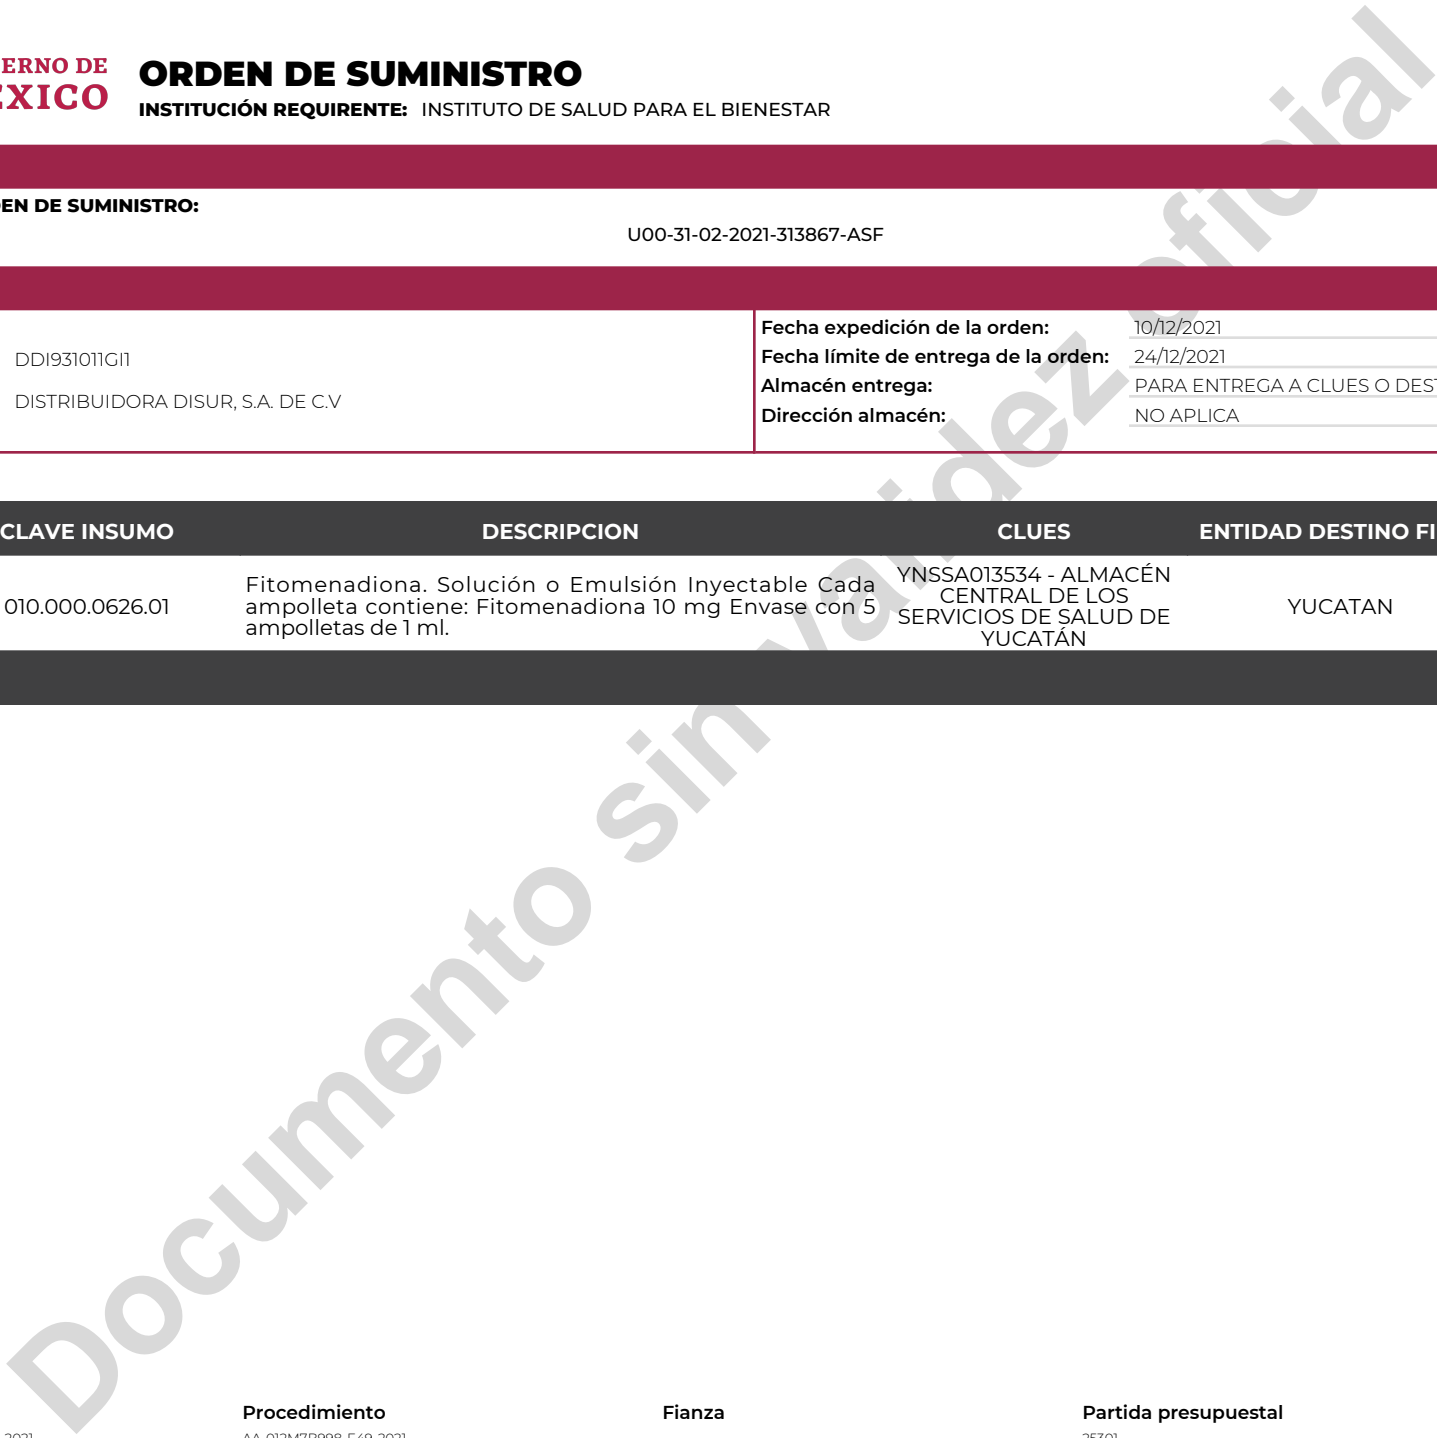 ERNO DE
XICO
ORDEN DE SUMINISTRO
INSTITUCIÓN REQUIRENTE: INSTITUTO DE SALUD PARA EL BIENESTAR
EN DE SUMINISTRO:
U00-31-02-2021-313867-ASF
DDI931011GI1
DISTRIBUIDORA DISUR, S.A. DE C.V
Fecha expedición de la orden: 10/12/2021
Fecha límite de entrega de la orden: 24/12/2021
Almacén entrega: PARA ENTREGA A CLUES O DEST
Dirección almacén: NO APLICA
CLAVE INSUMO DESCRIPCION CLUES ENTIDAD DESTINO FI
010.000.0626.01
Fitomenadiona. Solución o Emulsión Inyectable Cada
ampolleta contiene: Fitomenadiona 10 mg Envase con 5
ampolletas de 1 ml.
YNSSA013534 - ALMACÉN
CENTRAL DE LOS
SERVICIOS DE SALUD DE
YUCATÁN
YUCATAN
Documento sin validez oficial
Procedimiento Fianza Partida presupuestal